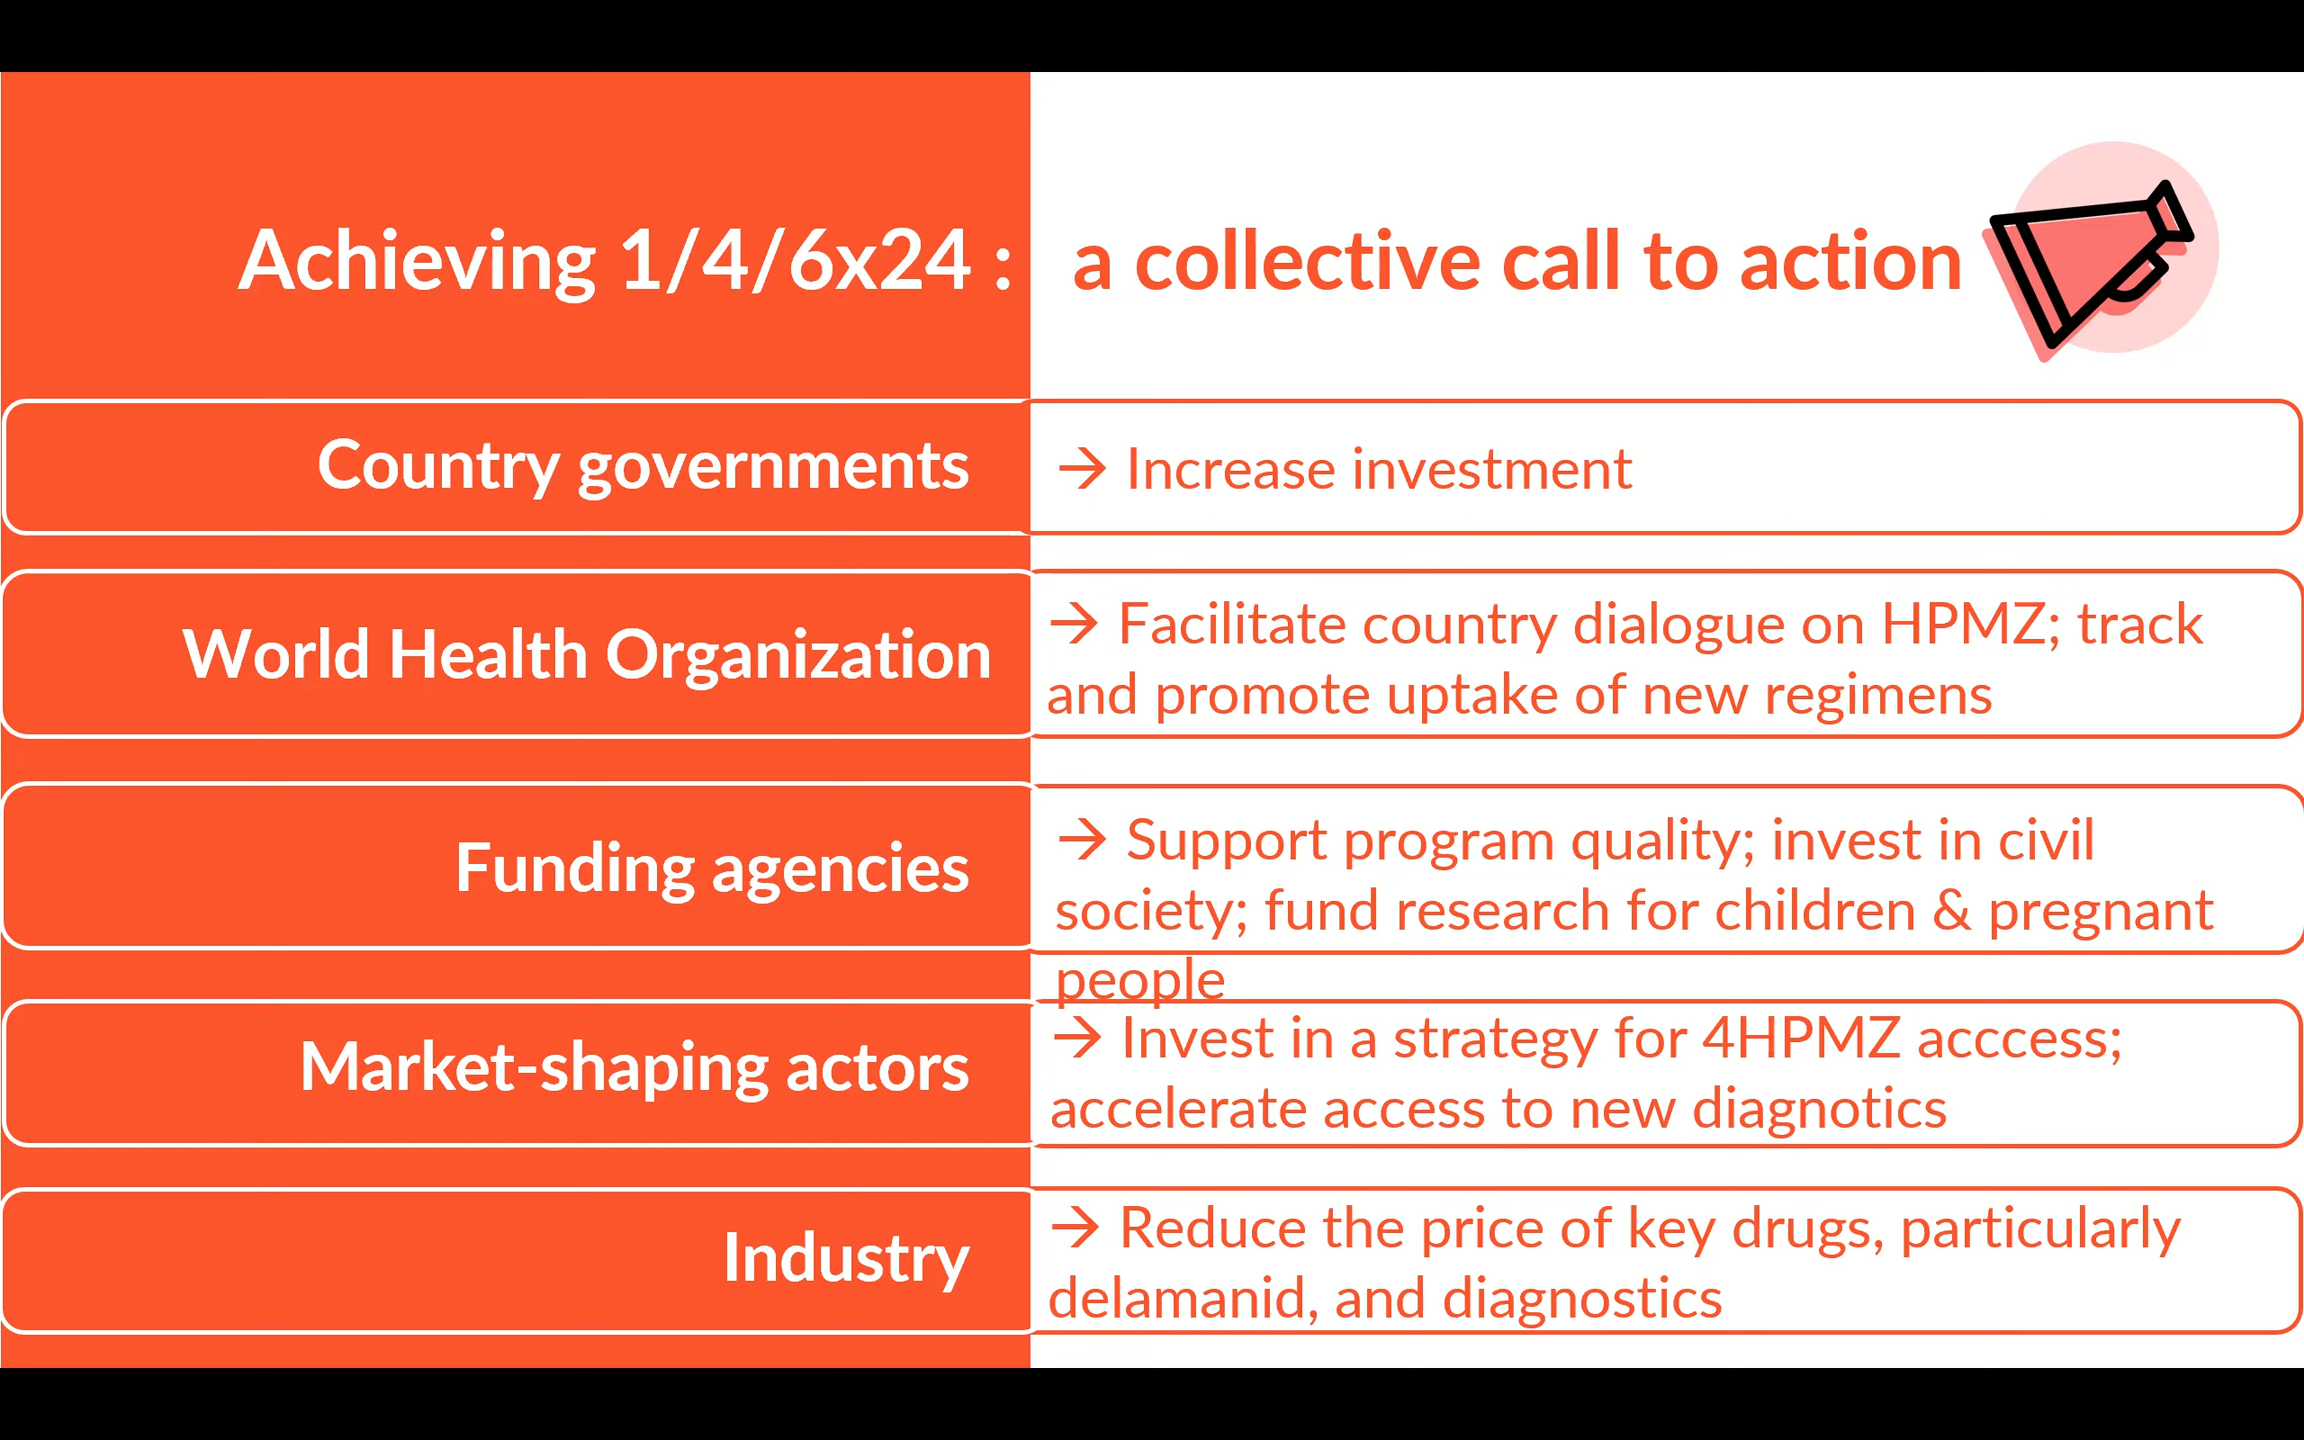 Achieving 1/4/6x24 : a collective call to action
Country governments
→ Increase investment
World Health Organization
→ Facilitate country dialogue on HPMZ; track
and promote uptake of new regimens
Funding agencies
→ Support program quality; invest in civil
society; fund research for children & pregnant
people
Market-shaping actors
→ Invest in a strategy for 4HPMZ acccess;
accelerate access to new diagnotics
Industry
→ Reduce the price of key drugs, particularly
delamanid, and diagnostics